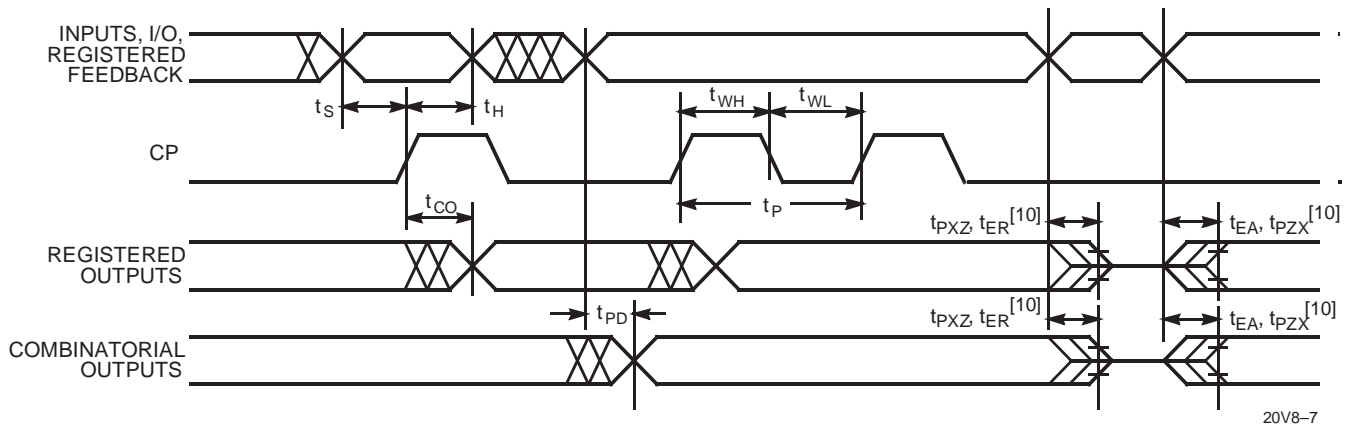 INPUTS, I/O,
REGISTERED
FEEDBACK
tS
tH
tWH
tWL
CP
tCO
tP
tPXZ, tER[10]
tEA, tPZX[10]
REGISTERED
OUTPUTS
tPD
tPXZ, tER[10]
tEA, tPZX[10]
COMBINATORIAL
OUTPUTS
20V8–7